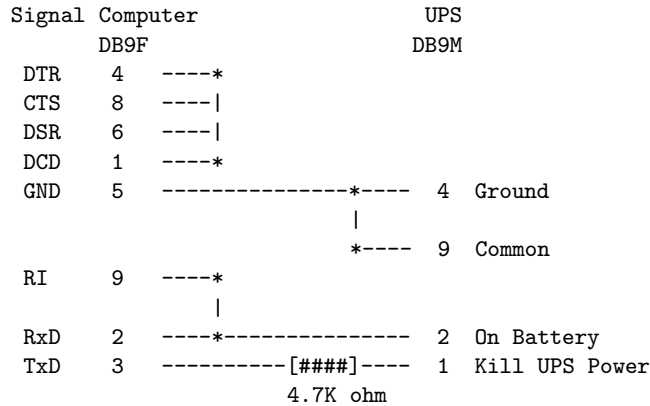 Signal Computer                  UPS
       DB9F                     DB9M
 DTR    4   ----*
 CTS    8   ----|
 DSR    6   ----|
 DCD    1   ----*
 GND    5   ---------------*----  4  Ground
                           |
                           *----  9  Common
 RI     9   ----*
                |
 RxD    2   ----*---------------  2  On Battery
 TxD    3   ----------[####]----  1  Kill UPS Power
                      4.7K ohm